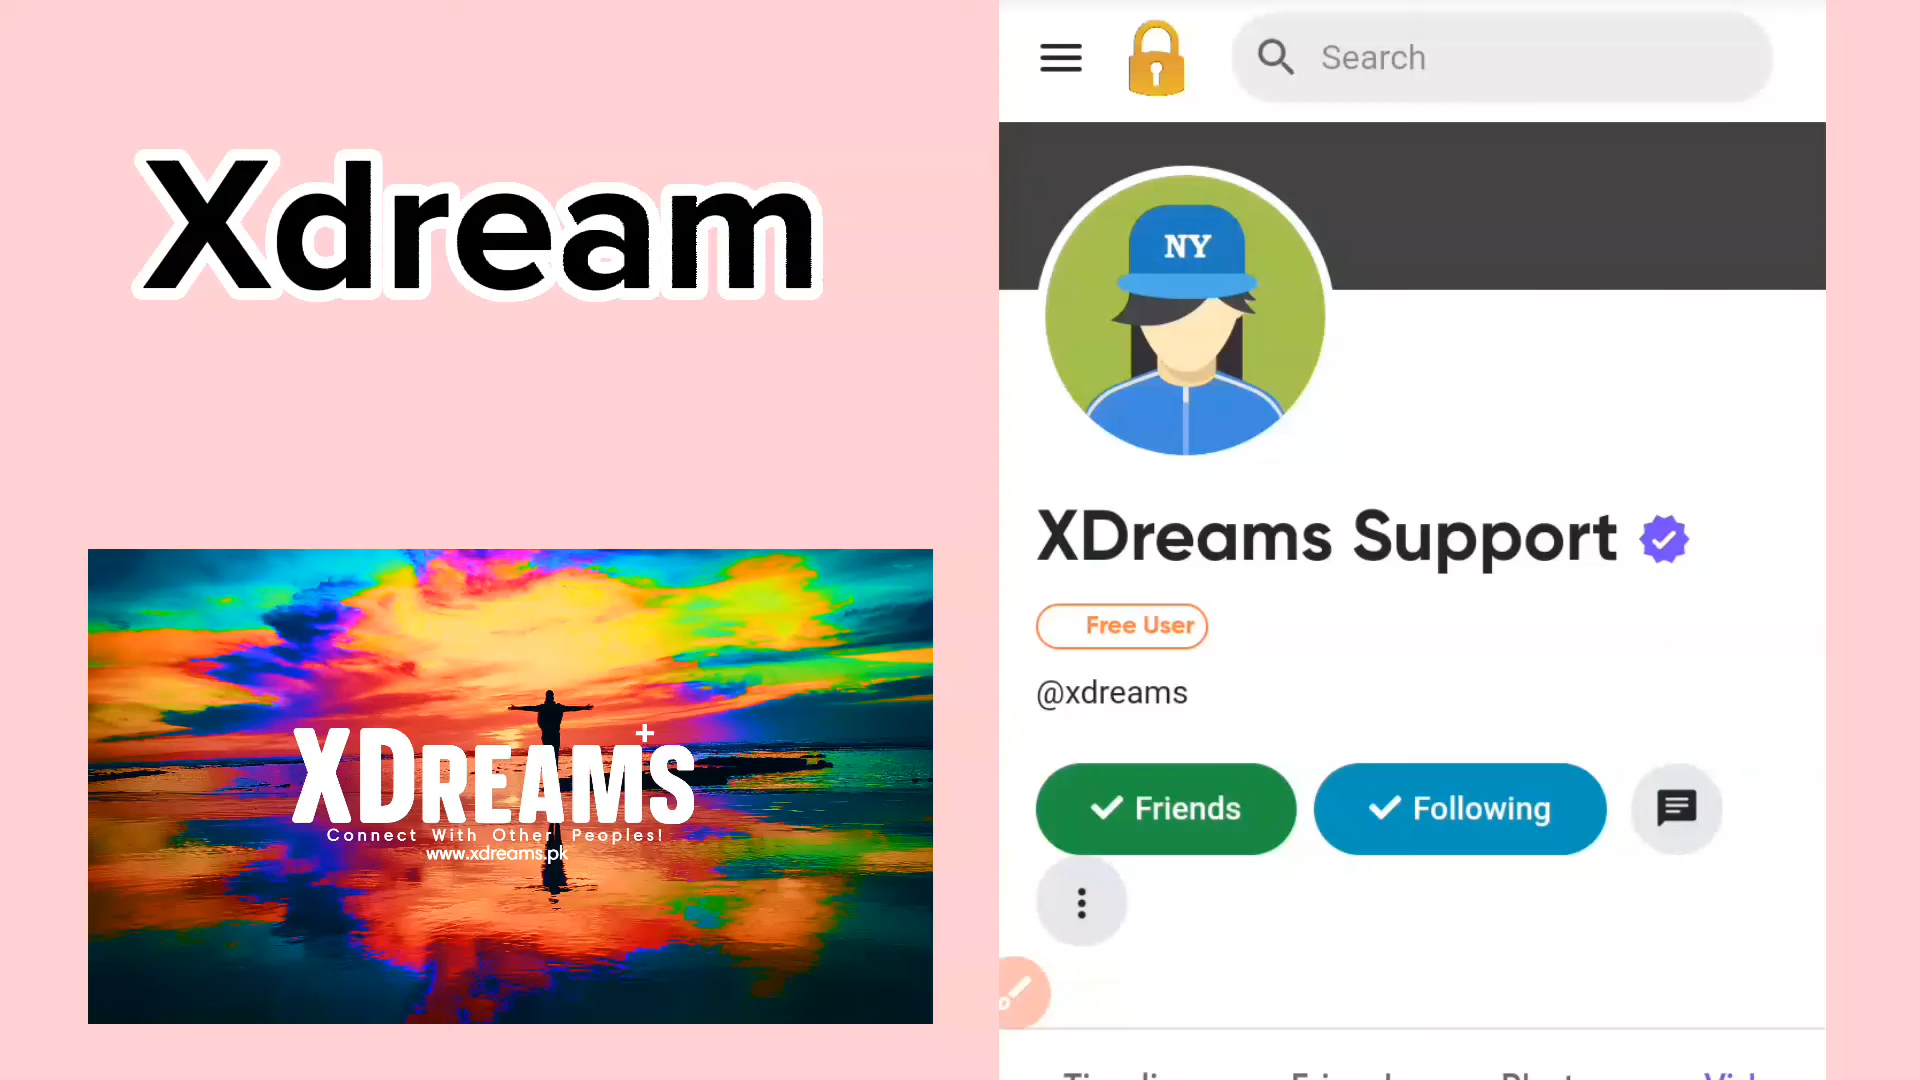 Xdream
XDREAMS+
Connect With Other Peoples!
www.xdreams.pk
Search
NY
XDreams Support
Free User
@xdreams
Friends
Following